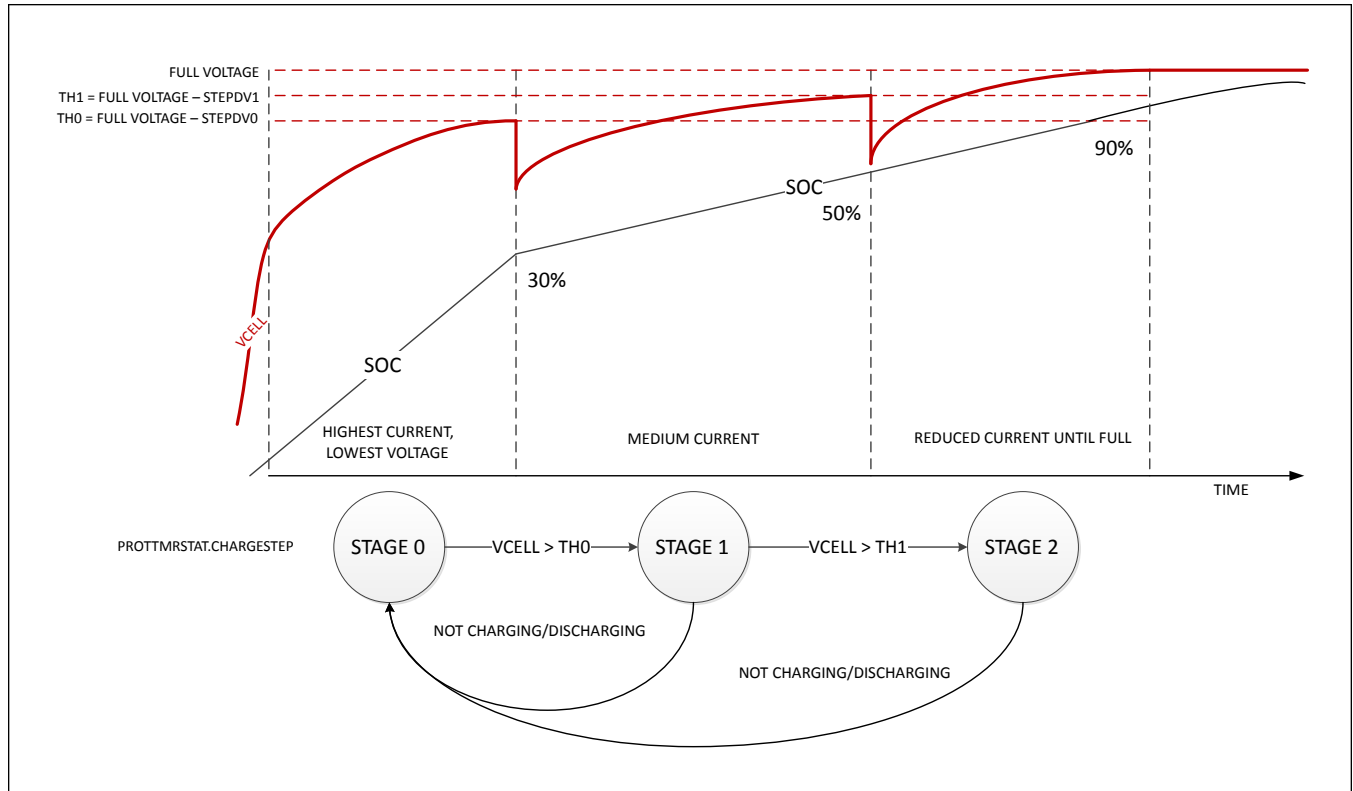 FULL VOLTAGE
TH1 = FULL VOLTAGE – STEPDV1
TH0 = FULL VOLTAGE – STEPDV0
90%
SOC
50%
30%
VCELL
SOC
HIGHEST CURRENT,
LOWEST VOLTAGE
MEDIUM CURRENT
REDUCED CURRENT UNTIL FULL
TIME
PROTTMRSTAT.CHARGESTEP
STAGE 0
VCELL > TH0
STAGE 1
VCELL > TH1
STAGE 2
NOT CHARGING/DISCHARGING
NOT CHARGING/DISCHARGING